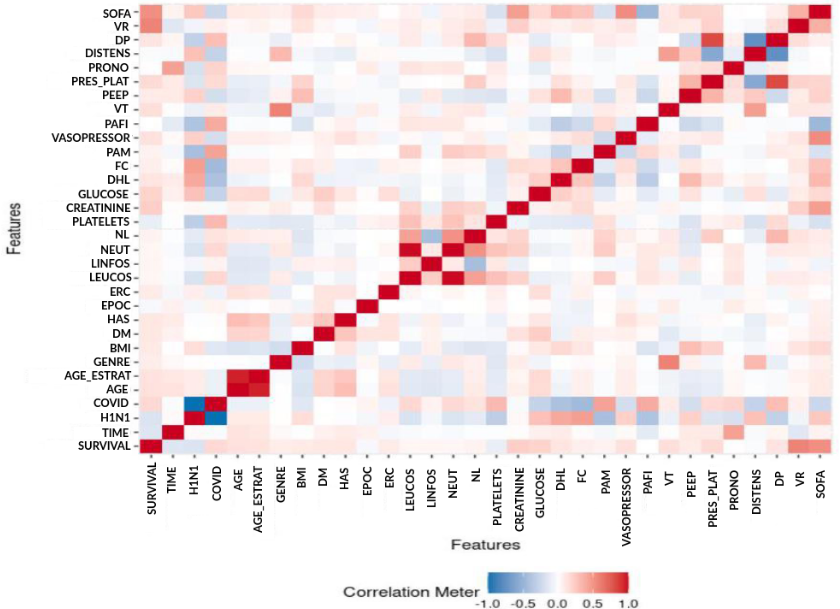 SOFA
VR
DP
DISTENS
PRONO
PRES_PLAT
PEEP
VT
PAFI
VASOPRESSOR
PAM
FC
DHL
GLUCOSE
CREATININE
PLATELETS
NL
NEUT
LINFOS
LEUCOS
ERC
EPOC
HAS
DM
BMI
GENRE
AGE_ESTRAT
AGE
COVID
H1N1
TIME
SURVIVAL
Features
SURVIVAL
TIME
H1N1
COVID
AGE
AGE_ESTRAT
GENRE
BMI
DM
HAS
EPOC
ERC
LEUCOS
LINFOS
NEUT
NL
PLATELETS
CREATININE
GLUCOSE
DHL
FC
PAM
VASOPRESSOR
PAFI
VT
PEEP
PRES_PLAT
PRONO
DISTENS
DP
VR
SOFA
Features
Correlation Meter
-1.0 -0.5 0.0 0.5 1.0